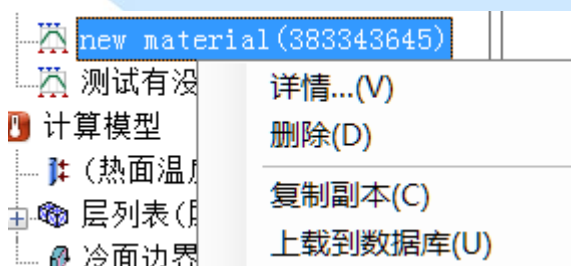 new material(383343645)
测试有没
详情...(V)
计算模型
删除(D)
(热面温
复制副本(C)
层列表(
上载到数据库(U)
冷面边界